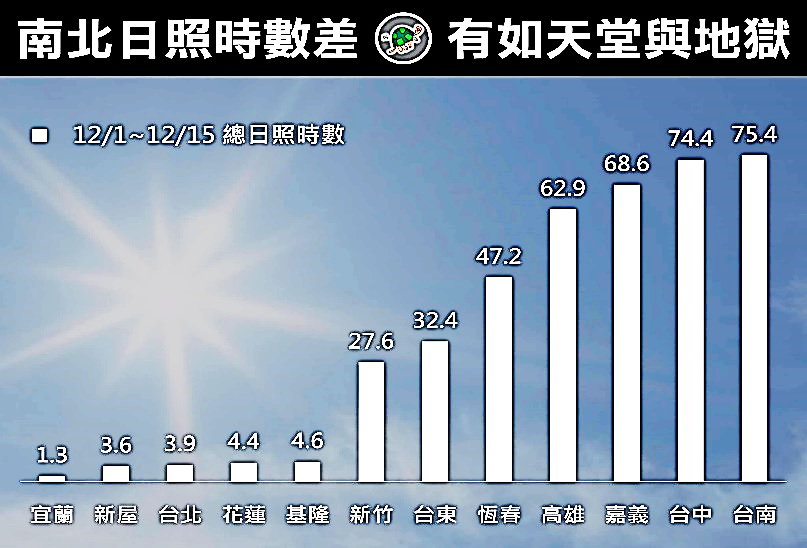 南北日照時數差 有如天堂與地獄
12/1~12/15 總日照時數
1.3 3.6 3.9 4.4 4.6 27.6 32.4 47.2 62.9 68.6 74.4 75.4
宜蘭 新屋 台北 花蓮 基隆 新竹 台東 恆春 高雄 嘉義 台中 台南